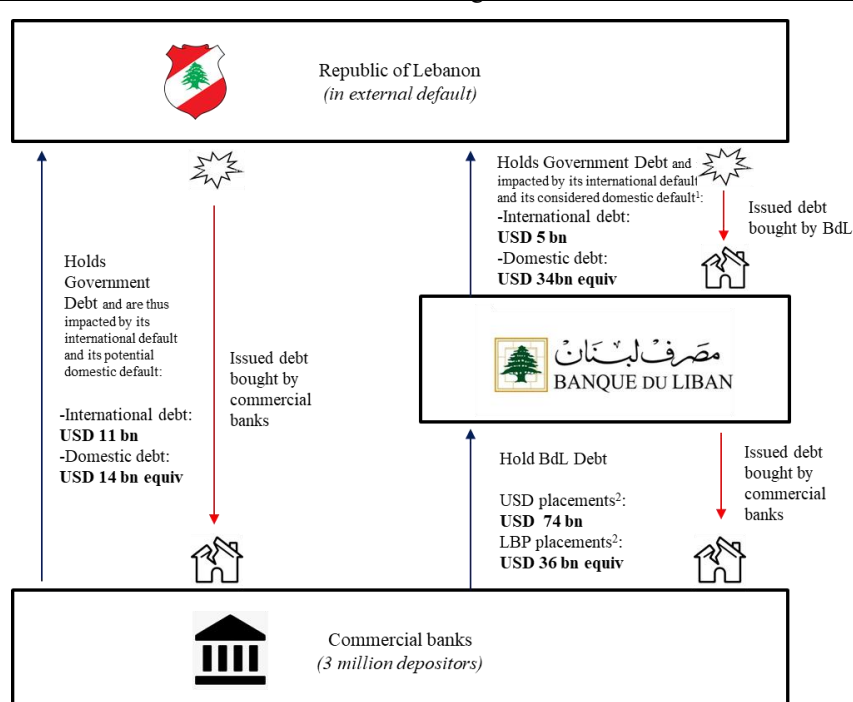 Republic of Lebanon
(in external default)
Holds Government Debt and
impacted by its international default
and its considered domestic default¹:
-International debt:
USD 5 bn
-Domestic debt:
USD 34bn equiv
Issued debt
bought by BdL
Holds
Government
Debt and are thus
impacted by its
international default
and its potential
domestic default:
-International debt:
USD 11 bn
-Domestic debt:
USD 14 bn equiv
Issued debt
bought by
commercial
banks
مصرف لبنان
BANQUE DU LIBAN
Hold BdL Debt
USD placements²:
USD 74 bn
LBP placements²:
USD 36 bn equiv
Issued debt
bought by
commercial
banks
Commercial banks
(3 million depositors)